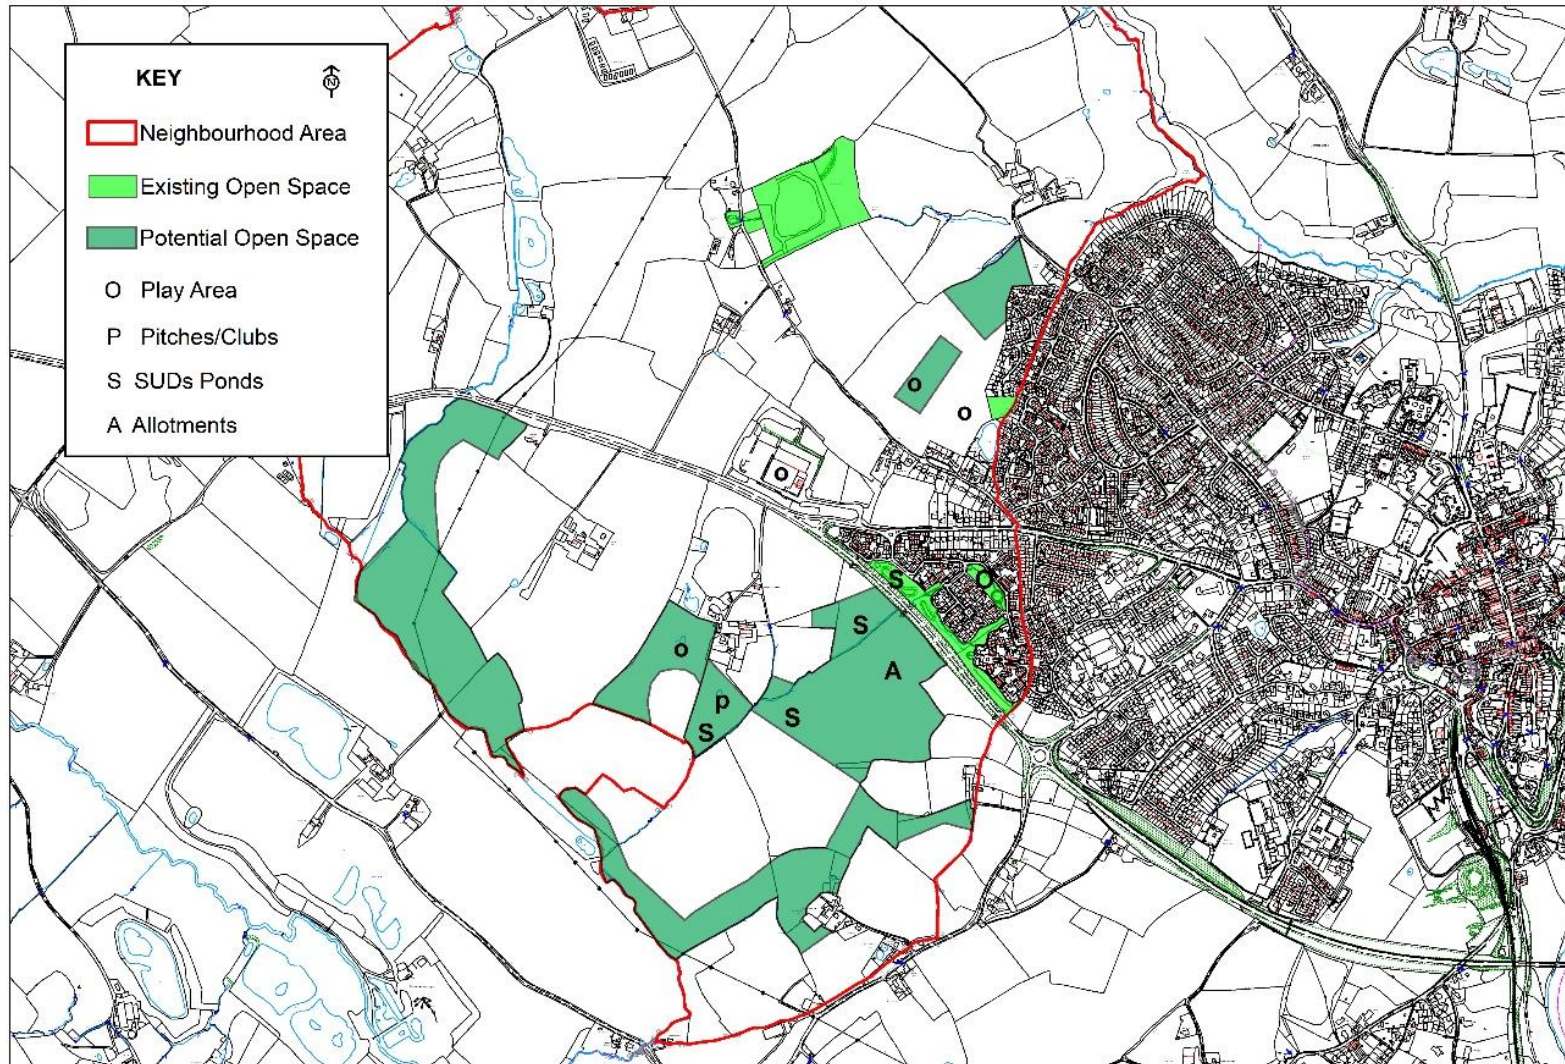 KEY
N
Neighbourhood Area
Existing Open Space
Potential Open Space
O Play Area
P Pitches/Clubs
S SUDs Ponds
A Allotments
o
o
o
S
O
S
o
A
p
S
S